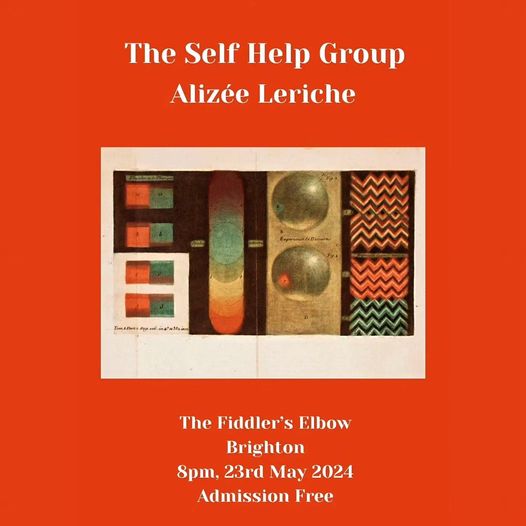 The Self Help Group
Alizée Leriche
The Fiddler's Elbow
Brighton
8pm, 23rd May 2024
Admission Free